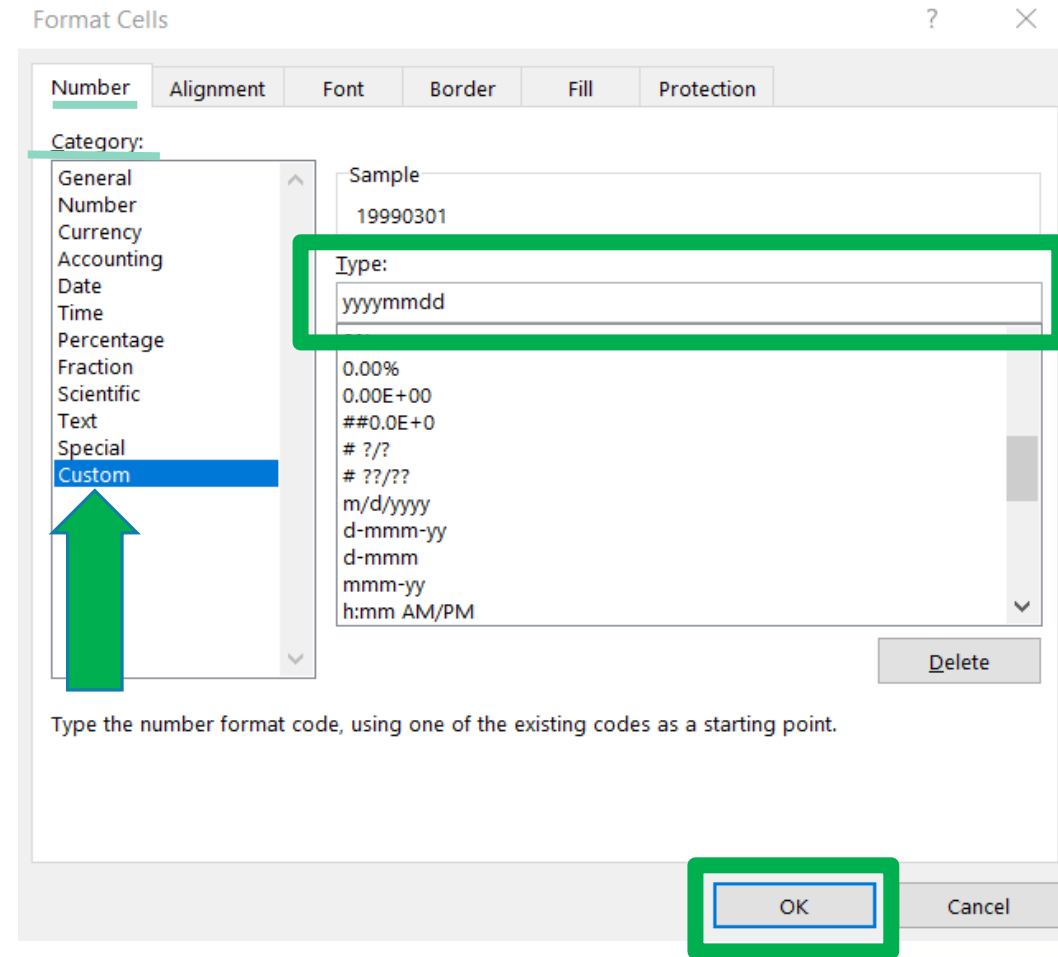 Format Cells
?
Number Alignment Font Border Fill Protection
Category:
General
Number
Currency
Accounting
Date
Time
Percentage
Fraction
Scientific
Text
Special
Custom
Sample
19990301
Type:
yyyymmdd
0.00%
0.00E+00
##0.0E+0
# ?/?
# ??/??
m/d/yyyy
d-mmm-yy
d-mmm
mmm-yy
h:mm AM/PM
Delete
Type the number format code, using one of the existing codes as a starting point.
OK Cancel